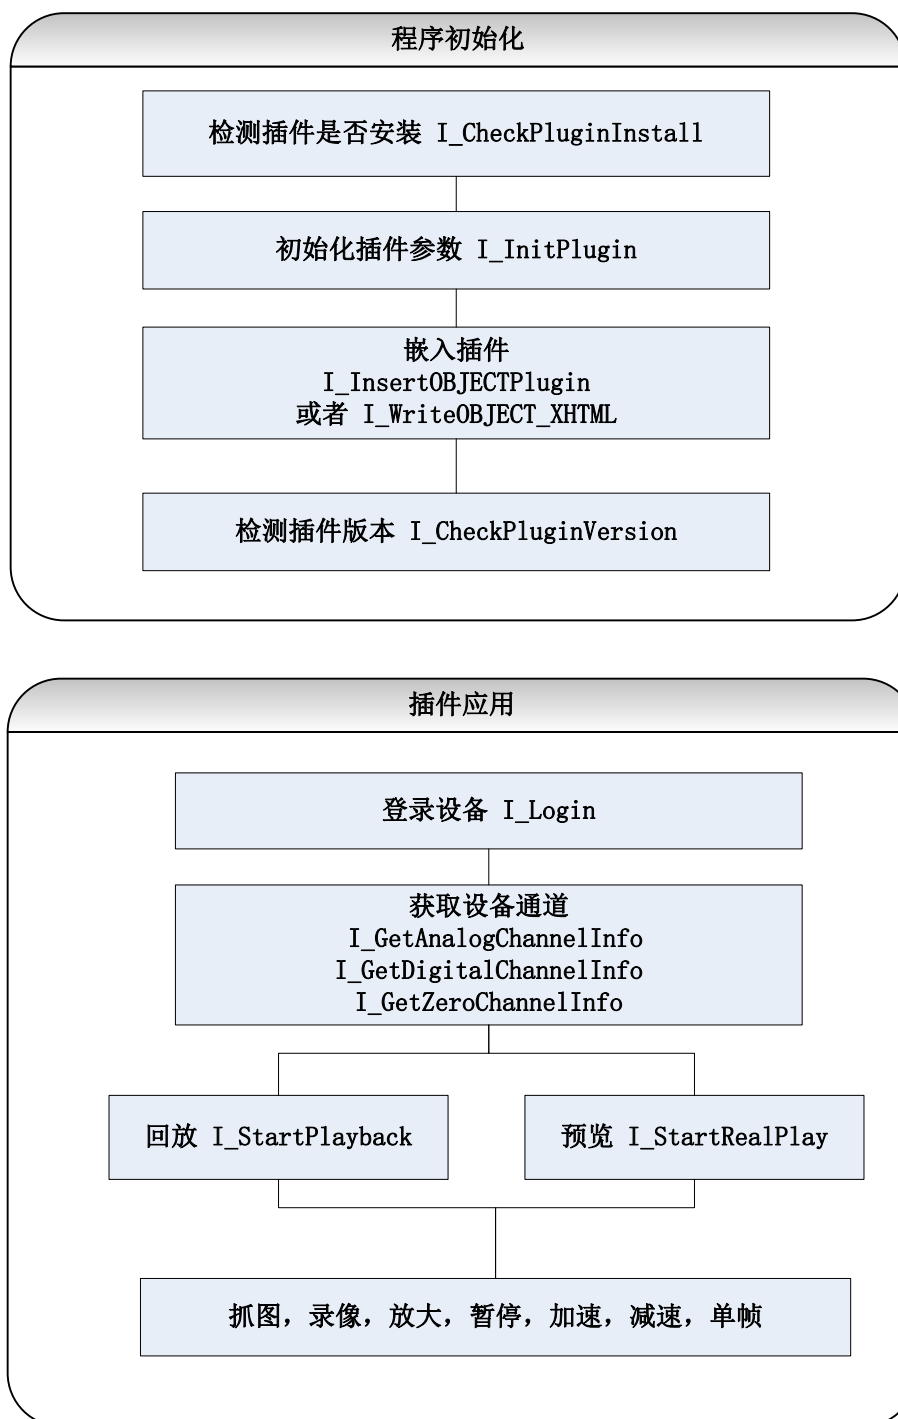 程序初始化
检测插件是否安装 I_CheckPluginInstall
初始化插件参数 I_InitPlugin
嵌入插件
I_InsertOBJECTPlugin
或者 I_WriteOBJECT_XHTML
检测插件版本 I_CheckPluginVersion
插件应用
登录设备 I_Login
获取设备通道
I_GetAnalogChannelInfo
I_GetDigitalChannelInfo
I_GetZeroChannelInfo
回放 I_StartPlayback
预览 I_StartRealPlay
抓图，录像，放大，暂停，加速，减速，单帧